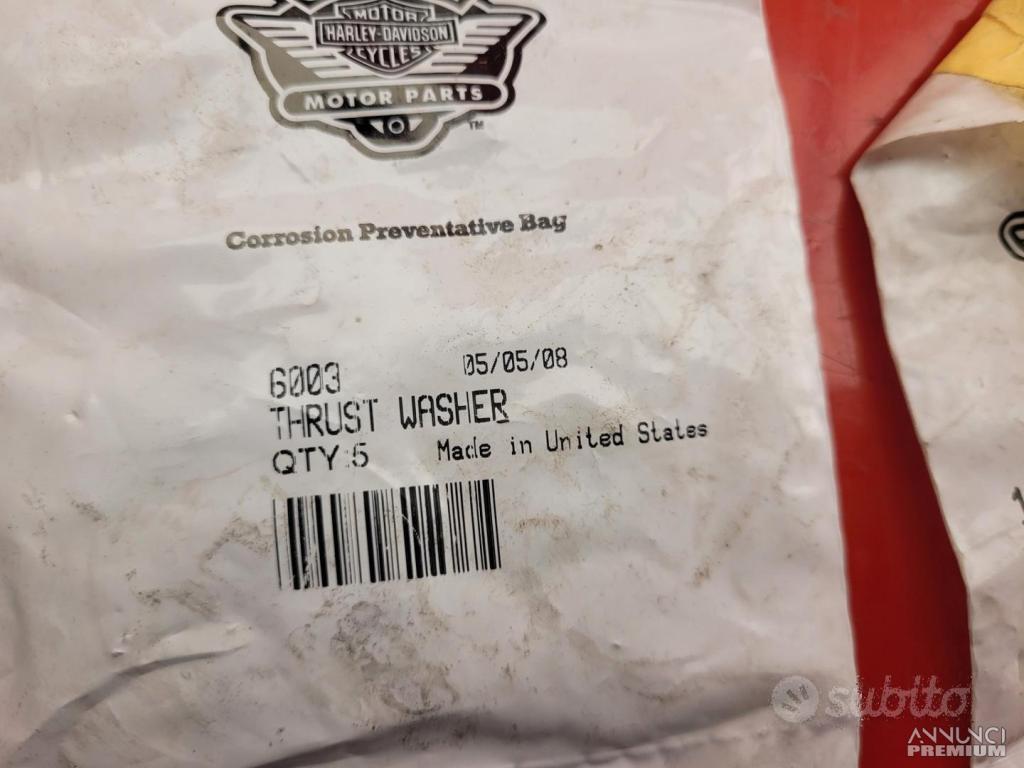 MOTOR
HARLEY-DAVIDSON
CYCLES
MOTOR PARTS
TM
Corrosion Preventative Bag
6003 05/05/08
THRUST WASHER
QTY:5 Made in United States
subito
ANNUNCI
PREMIUM